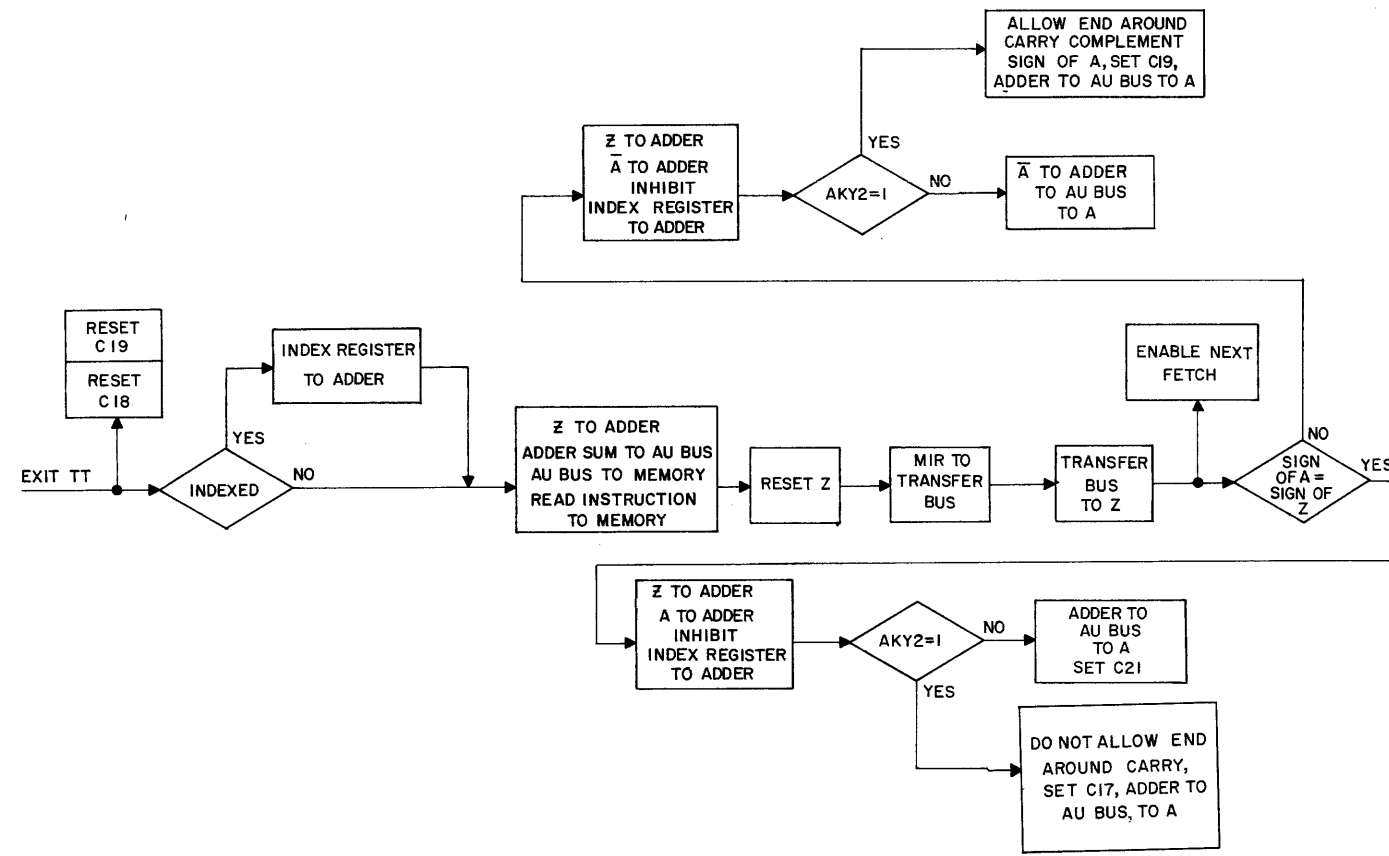 ALLOW END AROUND
CARRY COMPLEMENT
SIGN OF A, SET C19,
ADDER TO AU BUS TO A
Z TO ADDER
A̅ TO ADDER
INHIBIT
INDEX REGISTER
TO ADDER
YES
AKY2=1
NO
A̅ TO ADDER
TO AU BUS
TO A
RESET
C19
RESET
C18
INDEX REGISTER
TO ADDER
ENABLE NEXT
FETCH
EXIT TT
YES
INDEXED
NO
Z TO ADDER
ADDER SUM TO AU BUS
AU BUS TO MEMORY
READ INSTRUCTION
TO MEMORY
RESET Z
MIR TO
TRANSFER
BUS
TRANSFER
BUS
TO Z
NO
SIGN
OF A =
SIGN OF
Z
YES
Z TO ADDER
A TO ADDER
INHIBIT
INDEX REGISTER
TO ADDER
AKY2=1
NO
YES
ADDER TO
AU BUS
TO A
SET C21
DO NOT ALLOW END
AROUND CARRY,
SET C17, ADDER TO
AU BUS, TO A